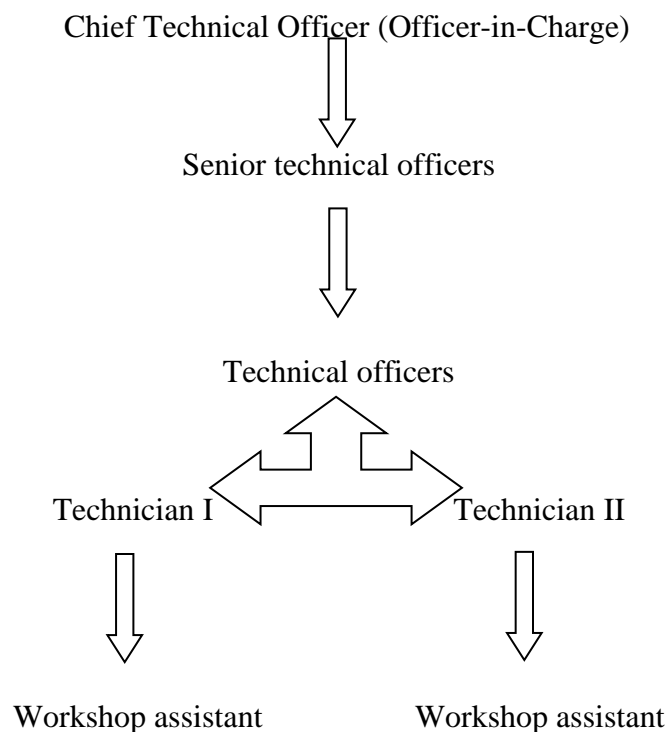 Chief Technical Officer (Officer-in-Charge)
Senior technical officers
Technical officers
Technician I
Technician II
Workshop assistant
Workshop assistant